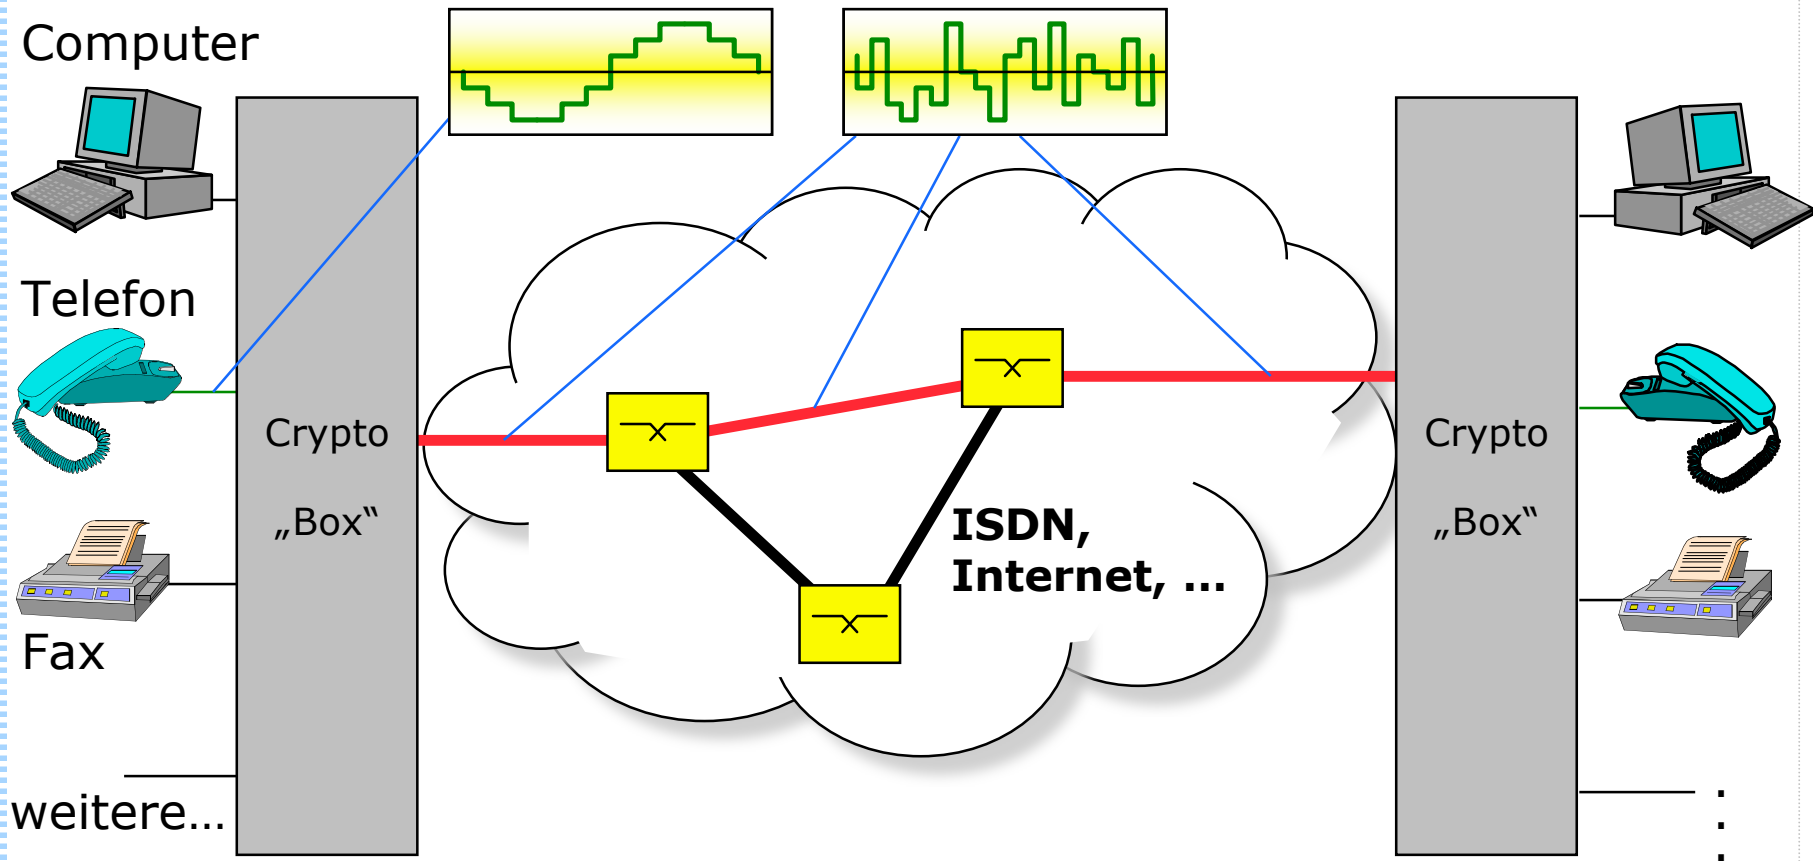 Computer
Telefon
Fax
weitere...
Crypto
„Box“
ISDN,
Internet, ...
Crypto
„Box“
.
.
.